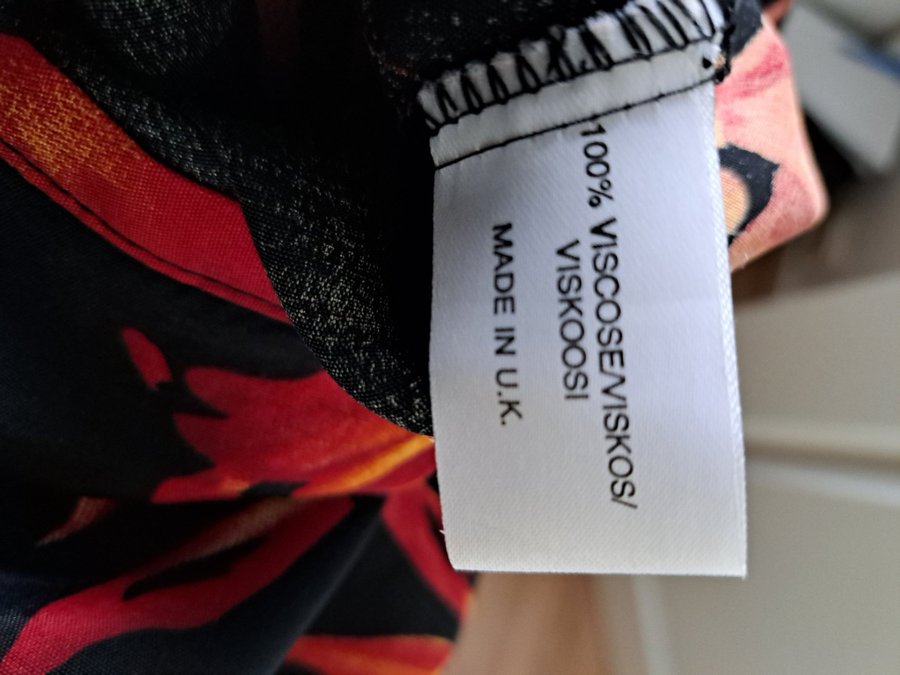 100% VISCOSE/VISKOS/
VISKOOSI
MADE IN U.K.